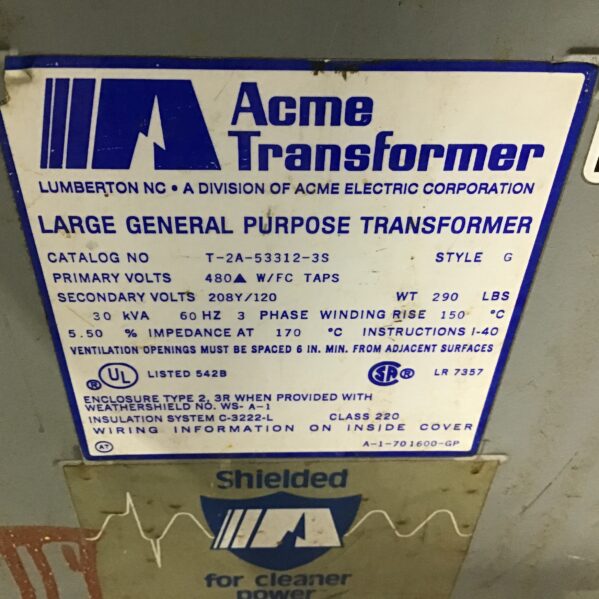 Acme
Transformer
LUMBERTON NC • A DIVISION OF ACME ELECTRIC CORPORATION
LARGE GENERAL PURPOSE TRANSFORMER
CATALOG NO T-2A-53312-3S STYLE G
PRIMARY VOLTS 480▲ W/FC TAPS
SECONDARY VOLTS 208Y/120 WT 290 LBS
30 kVA 60 HZ 3 PHASE WINDING RISE 150 °C
5.50 % IMPEDANCE AT 170 °C INSTRUCTIONS I-40
VENTILATION OPENINGS MUST BE SPACED 6 IN. MIN. FROM ADJACENT SURFACES
UL ® LISTED 542B SA ® LR 7357
ENCLOSURE TYPE 2, 3R WHEN PROVIDED WITH
WEATHERSHIELD NO. WS- A-1
INSULATION SYSTEM C-3222-L CLASS 220
WIRING INFORMATION ON INSIDE COVER
AT A-1-701600-GP
Shielded
for cleaner
power